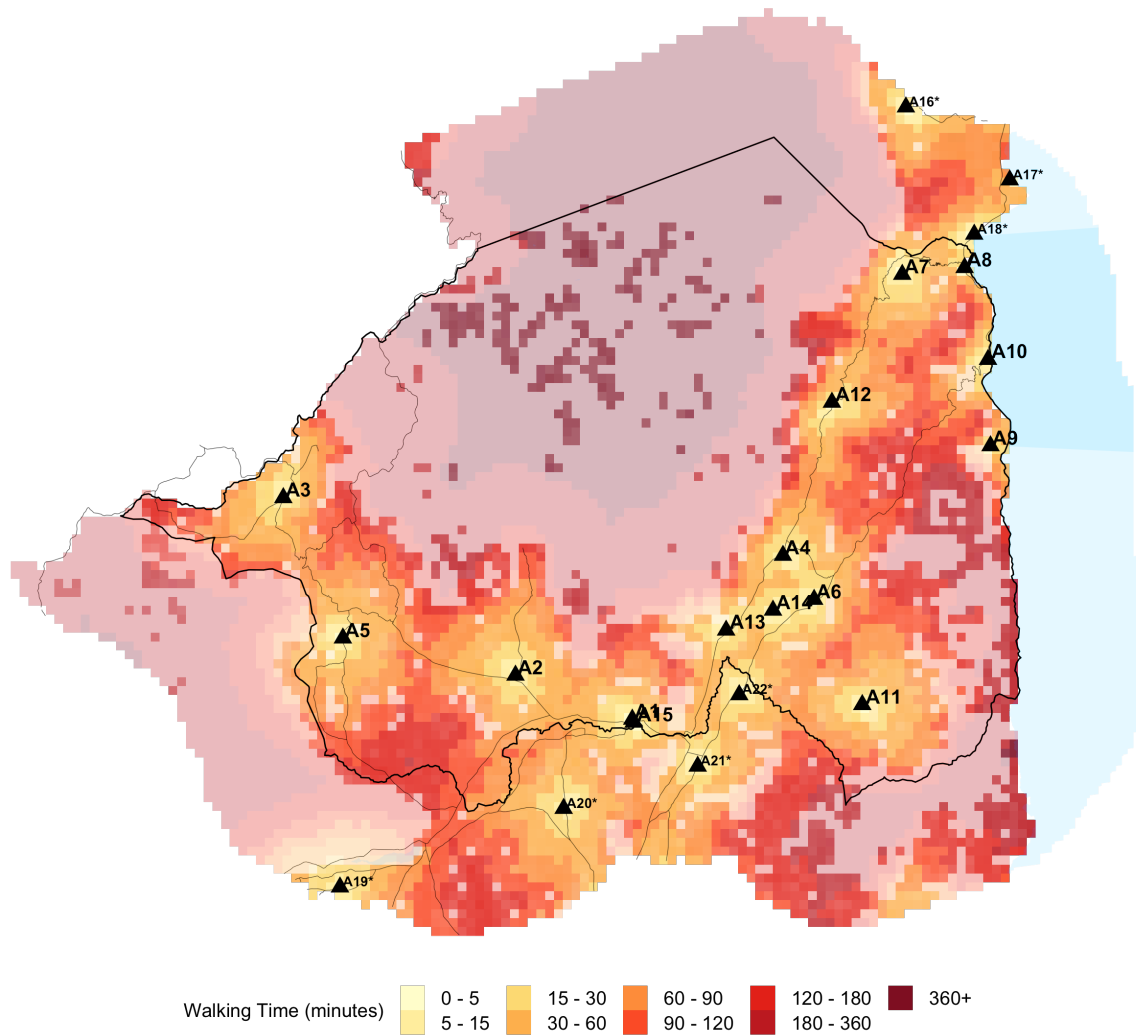 A16*
A17*
A18*
A8
A7
A10
A12
A9
A3
A4
A6
A14
A13
A5
A2
A22*
A11
A1
A15
A21*
A20*
A19*
Walking Time (minutes)
0 - 5
5 - 15
15 - 30
30 - 60
60 - 90
90 - 120
120 - 180
180 - 360
360+